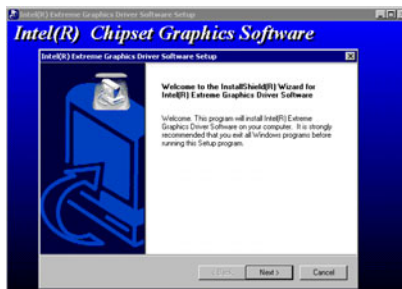 Intel(R) Extreme Graphics Driver Software Setup
Intel(R) Chipset Graphics Software
Intel(R) Extreme Graphics Driver Software Setup
Welcome to the InstallShield(R) Wizard for
Intel(R) Extreme Graphics Driver Software
Welcome. This program will install Intel(R) Extreme
Graphics Driver Software on your computer. It is strongly
recommended that you exit all Windows programs before
running this Setup program.
< Back
Next >
Cancel